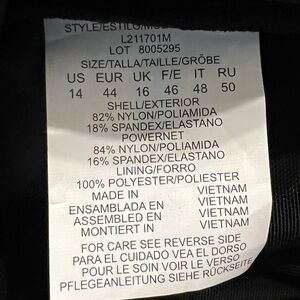 STYLE/ESTILO/
L211701M
LOT 8005295
SIZE/TALLA/TAILLE/GRÖBE
US EUR UK F/E IT RU
14 44 16 46 48 50
SHELL/EXTERIOR
82% NYLON/POLIAMIDA
18% SPANDEX/ELASTANO
POWERNET
84% NYLON/POLIAMIDA
16% SPANDEX/ELASTANO
LINING/FORRO
100% POLYESTER/POLIESTER
MADE IN VIETNAM
ENSAMBLADA EN VIETNAM
ASSEMBLED EN VIETNAM
MONTIERT IN VIETNAM
FOR CARE SEE REVERSE SIDE
PARA EL CUIDADO VEA EL DORSO
POUR LE SOIN VOIR LE VERSO
PFLEGEANLEITUNG SIEHE RÜCKSEITE